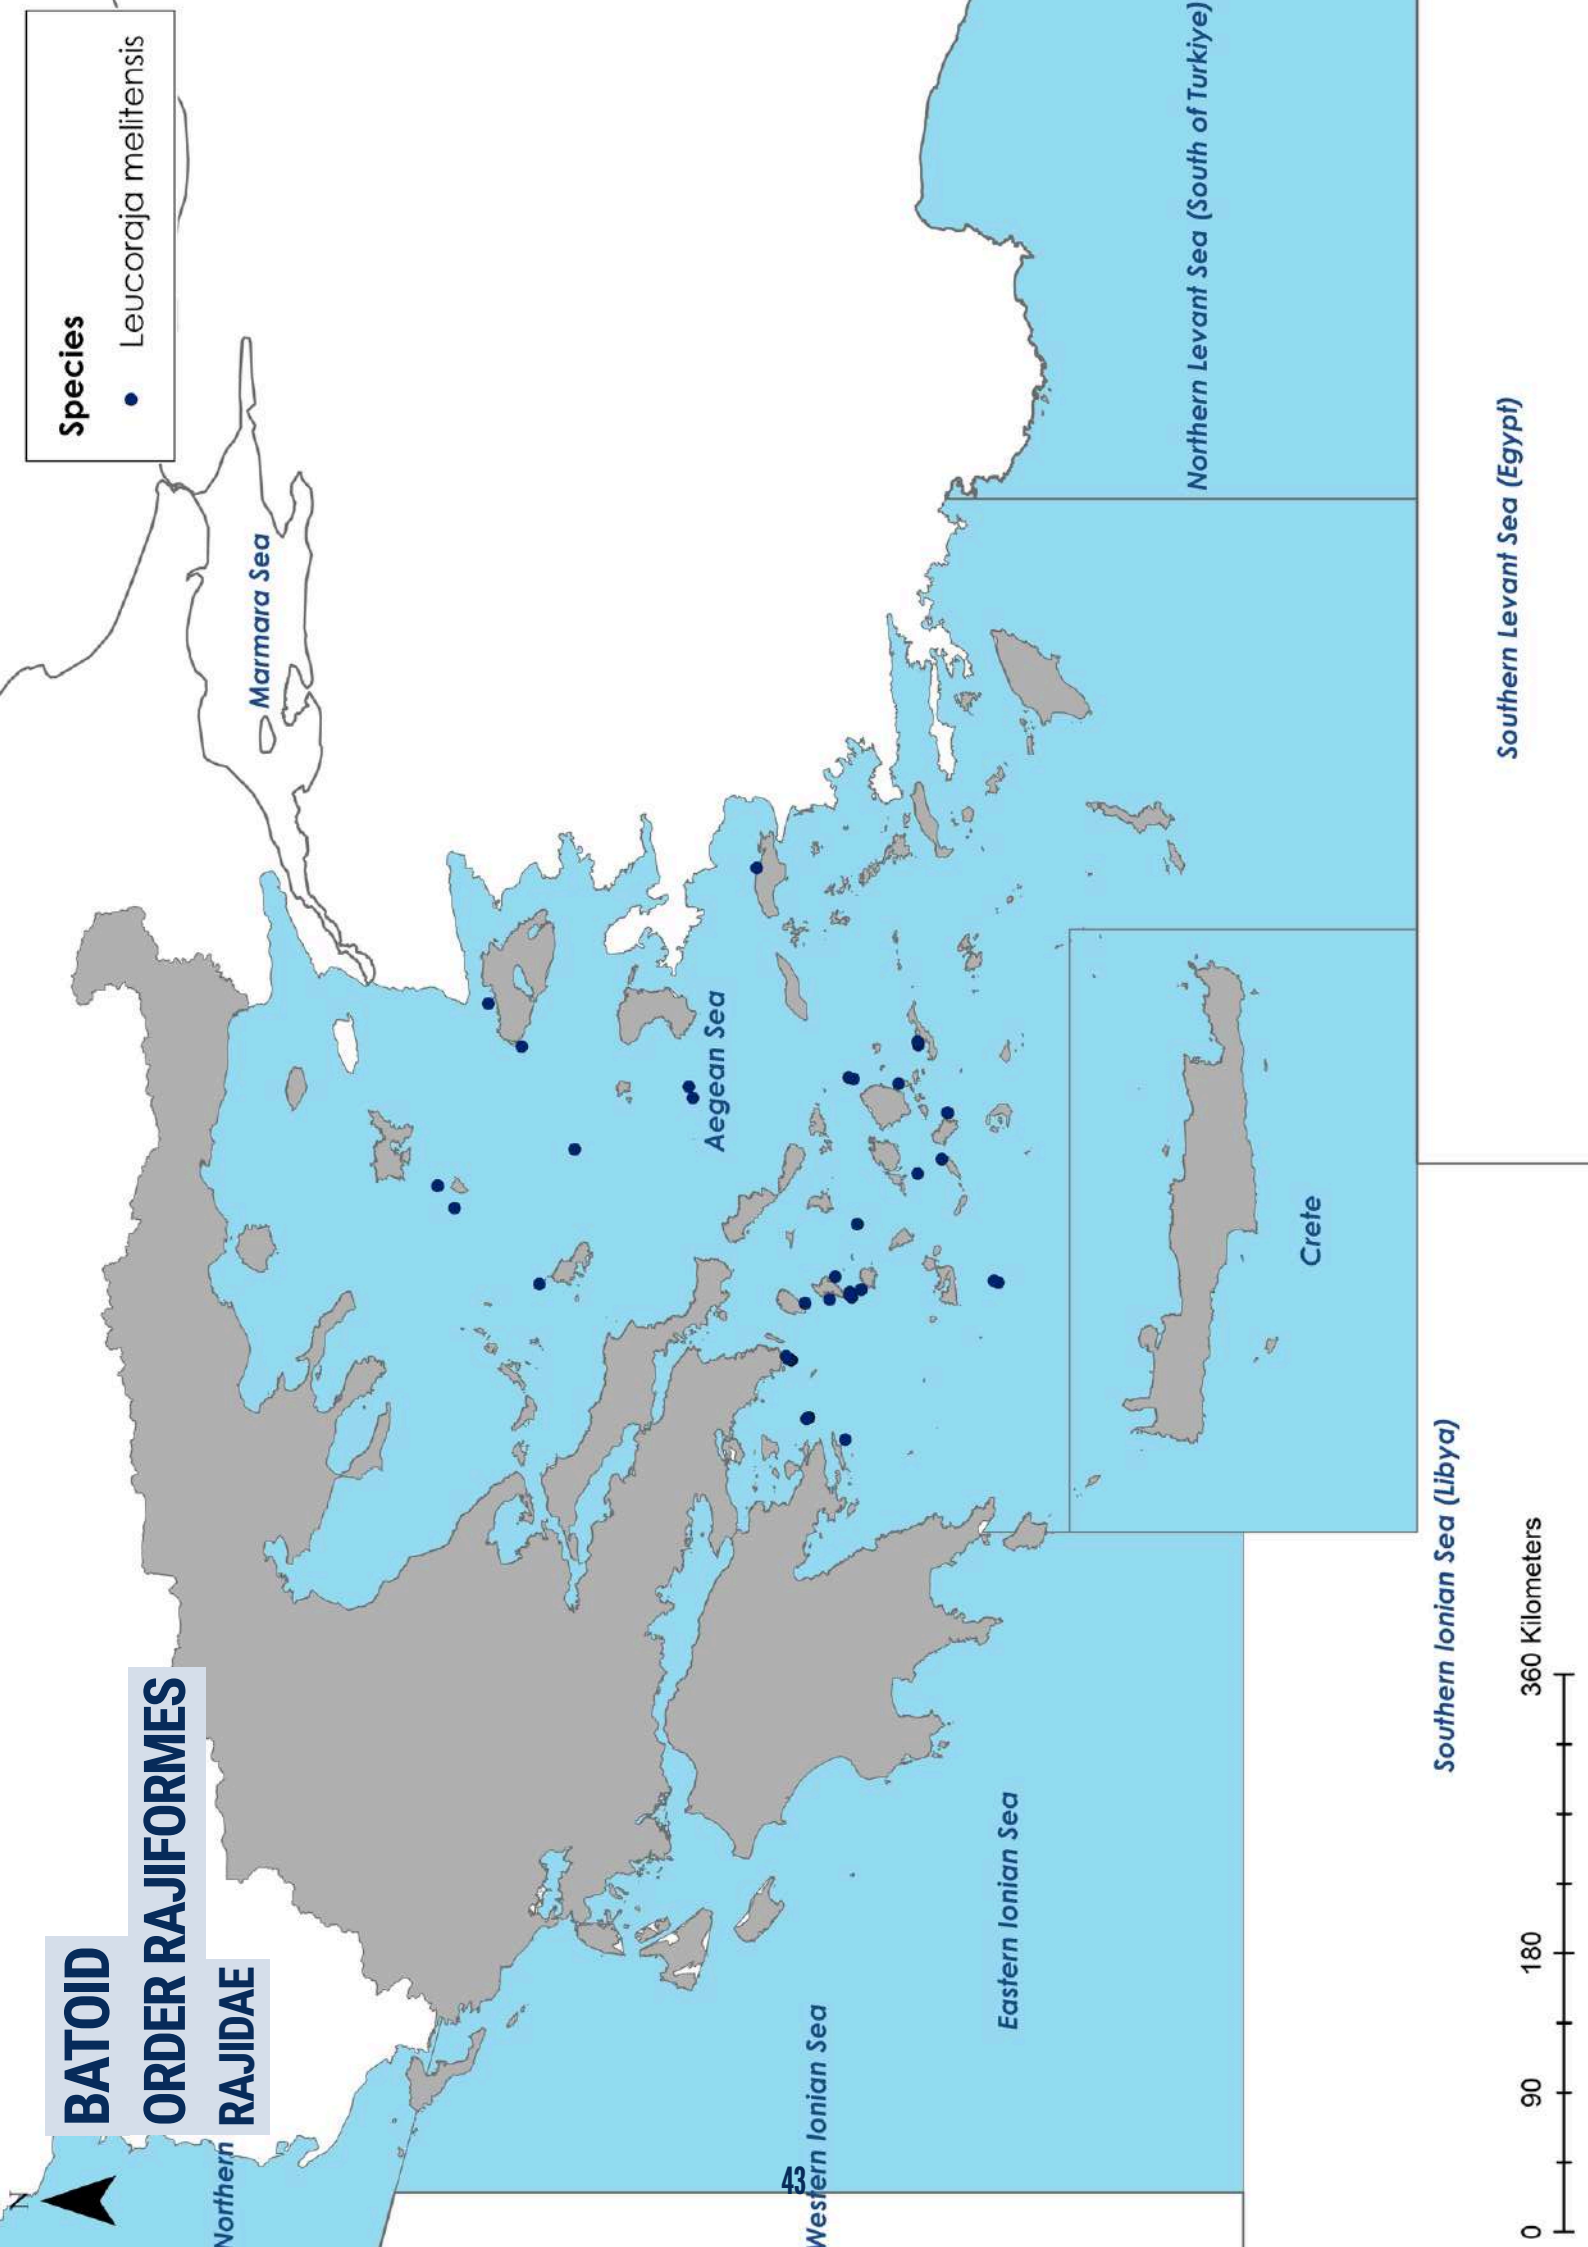 BATOID
ORDER RAJIFORMES
RAJIDAE
N
Species
Leucoraja melitensis
Northern
Marmara Sea
Aegean Sea
Western Ionian Sea
Eastern Ionian Sea
Northern Levant Sea (South of Turkiye)
Crete
Southern Ionian Sea (Libya)
Southern Levant Sea (Egypt)
0 90 180 360 Kilometers
43